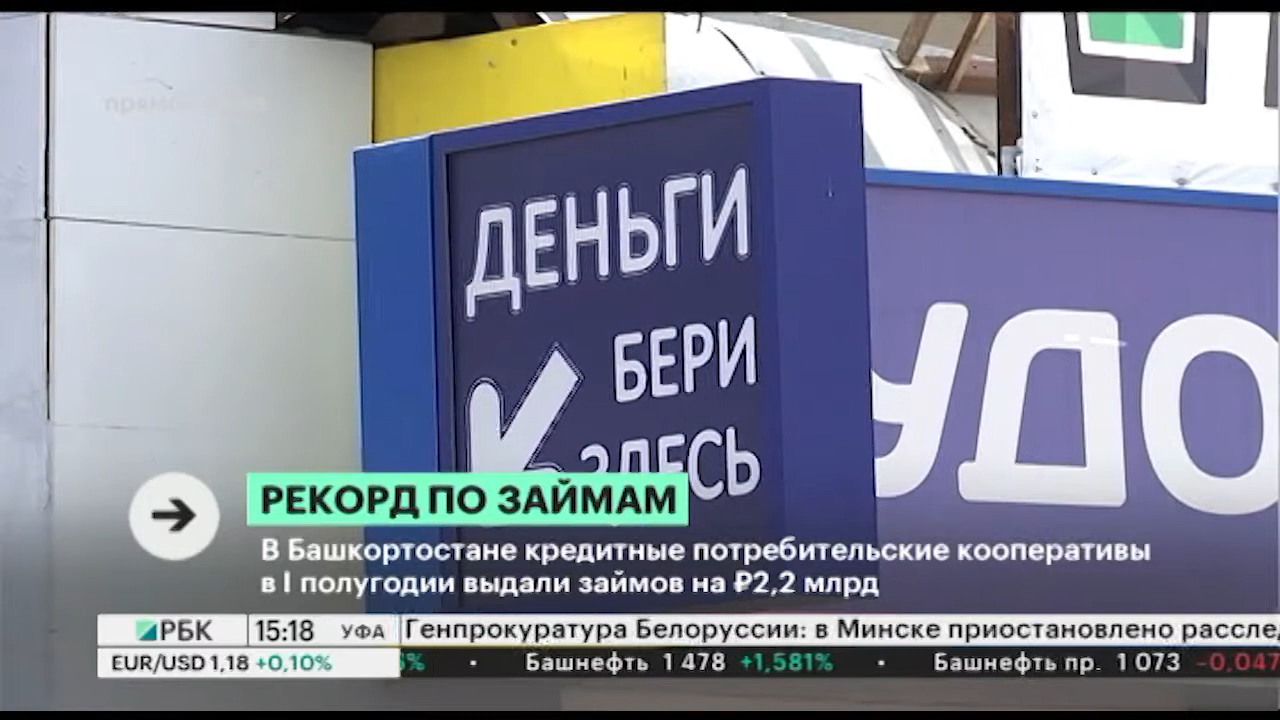 ДЕНЬГИ
БЕРИ
ЗДЕСЬ
УДО
РЕКОРД ПО ЗАЙМАМ
В Башкортостане кредитные потребительские кооперативы
в I полугодии выдали займов на ₽2,2 млрд
РБК 15:18 УФА Генпрокуратура Белоруссии: в Минске приостановлено рассле
EUR/USD 1,18 +0,10% % · Башнефть 1 478 +1,581% · Башнефть пр. 1 073 -0,047